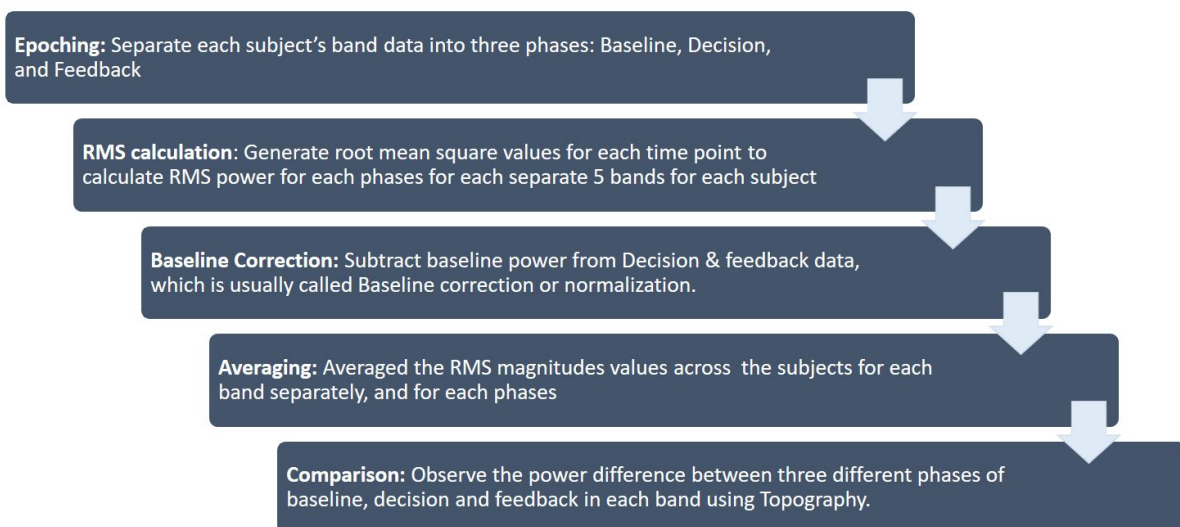 Epoching: Separate each subject's band data into three phases: Baseline, Decision,
and Feedback
RMS calculation: Generate root mean square values for each time point to
calculate RMS power for each phases for each separate 5 bands for each subject
Baseline Correction: Subtract baseline power from Decision & feedback data,
which is usually called Baseline correction or normalization.
Averaging: Averaged the RMS magnitudes values across the subjects for each
band separately, and for each phases
Comparison: Observe the power difference between three different phases of
baseline, decision and feedback in each band using Topography.